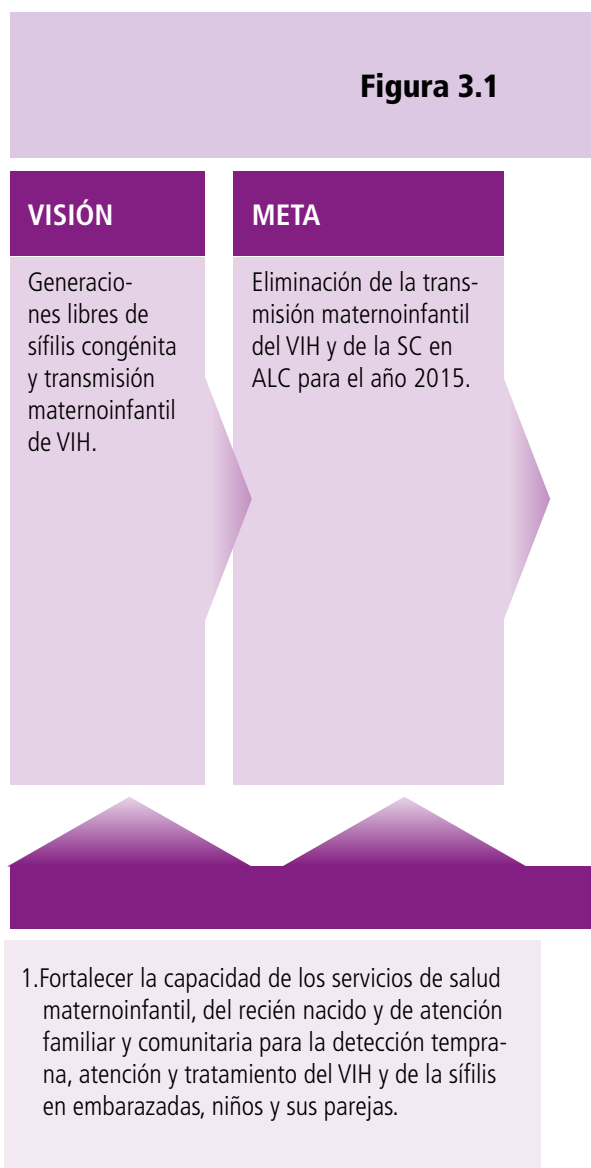 Figura 3.1
VISIÓN
Generacio-
nes libres de
sífilis congénita
y transmisión
maternoinfantil
de VIH.
META
Eliminación de la trans-
misión maternoinfantil
del VIH y de la SC en
ALC para el año 2015.
1.Fortalecer la capacidad de los servicios de salud
maternoinfantil, del recién nacido y de atención
familiar y comunitaria para la detección tempra-
na, atención y tratamiento del VIH y de la sífilis
en embarazadas, niños y sus parejas.